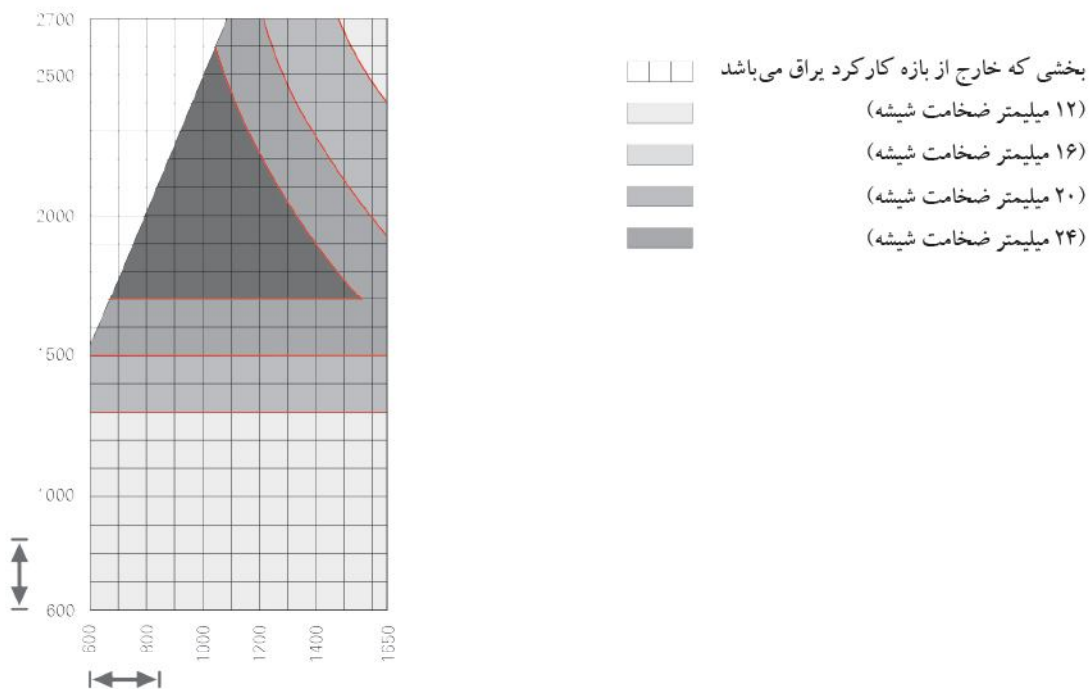 2700
2500
2000
1500
1000
600
600
800
1000
1200
1400
1650
بخشی که خارج از بازه کارکرد یراق می‌باشد
(۱۲ میلیمتر ضخامت شیشه)
(۱۶ میلیمتر ضخامت شیشه)
(۲۰ میلیمتر ضخامت شیشه)
(۲۴ میلیمتر ضخامت شیشه)